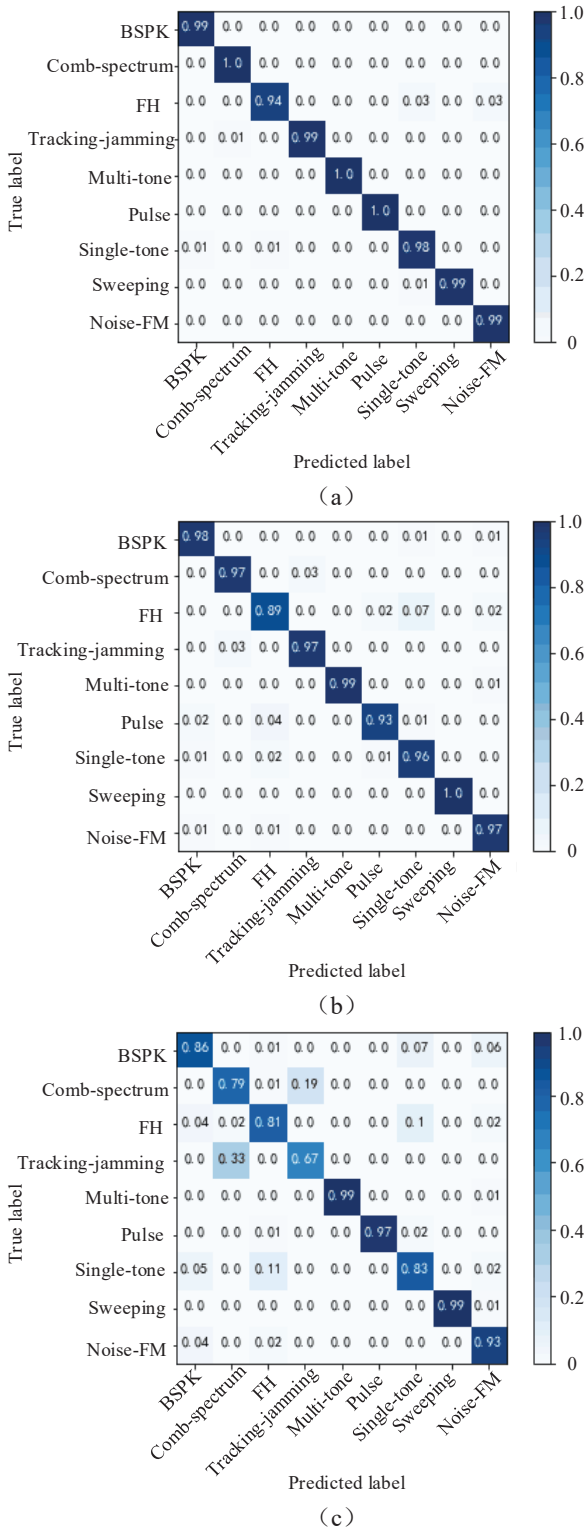 True label
BSPK 0.99 0.0 0.0 0.0 0.0 0.0 0.0 0.0 0.0
Comb-spectrum 0.0 1.0 0.0 0.0 0.0 0.0 0.0 0.0 0.0
FH 0.0 0.0 0.94 0.0 0.0 0.0 0.03 0.0 0.03
Tracking-jamming 0.0 0.01 0.99 0.0 0.0 0.0 0.0 0.0
Multi-tone 0.0 0.0 0.0 0.0 1.0 0.0 0.0 0.0 0.0
Pulse 0.0 0.0 0.0 0.0 0.0 1.0 0.0 0.0 0.0
Single-tone 0.01 0.0 0.01 0.0 0.0 0.0 0.98 0.0 0.0
Sweeping 0.0 0.0 0.0 0.0 0.0 0.0 0.01 0.99 0.0
Noise-FM 0.0 0.0 0.0 0.0 0.0 0.0 0.0 0.0 0.99
1.0
0.8
0.6
0.4
0.2
0
BSPK Comb-spectrum FH Tracking-jamming Multi-tone Pulse Single-tone Sweeping Noise-FM
Predicted label
（a）
True label
BSPK 0.98 0.0 0.0 0.0 0.0 0.0 0.01 0.0 0.01
Comb-spectrum 0.0 0.97 0.0 0.03 0.0 0.0 0.0 0.0 0.0
FH 0.0 0.0 0.89 0.0 0.0 0.02 0.07 0.0 0.02
Tracking-jamming 0.0 0.03 0.0 0.97 0.0 0.0 0.0 0.0 0.0
Multi-tone 0.0 0.0 0.0 0.0 0.99 0.0 0.0 0.0 0.01
Pulse 0.02 0.0 0.04 0.0 0.0 0.93 0.01 0.0 0.0
Single-tone 0.01 0.0 0.02 0.0 0.0 0.01 0.96 0.0 0.0
Sweeping 0.0 0.0 0.0 0.0 0.0 0.0 0.0 1.0 0.0
Noise-FM 0.01 0.0 0.01 0.0 0.0 0.0 0.0 0.0 0.97
1.0
0.8
0.6
0.4
0.2
0
BSPK Comb-spectrum FH Tracking-jamming Multi-tone Pulse Single-tone Sweeping Noise-FM
Predicted label
（b）
True label
BSPK 0.86 0.0 0.01 0.0 0.0 0.0 0.07 0.0 0.06
Comb-spectrum 0.0 0.79 0.01 0.19 0.0 0.0 0.0 0.0 0.0
FH 0.04 0.02 0.81 0.0 0.0 0.0 0.1 0.0 0.02
Tracking-jamming 0.0 0.33 0.0 0.67 0.0 0.0 0.0 0.0 0.0
Multi-tone 0.0 0.0 0.0 0.0 0.99 0.0 0.0 0.0 0.01
Pulse 0.0 0.0 0.01 0.0 0.0 0.97 0.02 0.0 0.0
Single-tone 0.05 0.0 0.11 0.0 0.0 0.0 0.83 0.0 0.02
Sweeping 0.0 0.0 0.0 0.0 0.0 0.0 0.0 0.99 0.01
Noise-FM 0.04 0.0 0.02 0.0 0.0 0.0 0.0 0.0 0.93
1.0
0.8
0.6
0.4
0.2
0
BSPK Comb-spectrum FH Tracking-jamming Multi-tone Pulse Single-tone Sweeping Noise-FM
Predicted label
（c）